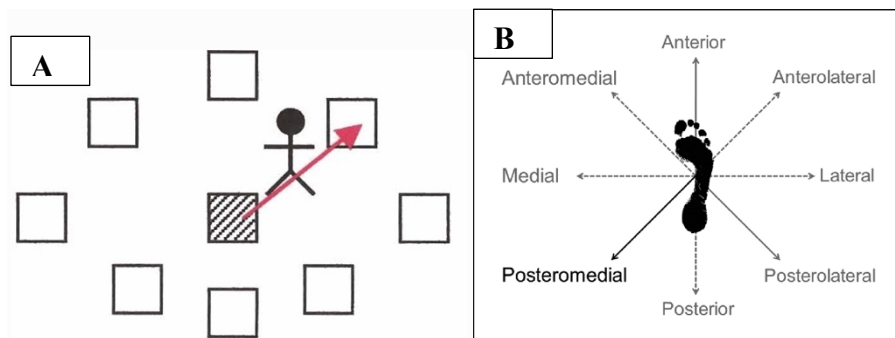 A
B
Anterior
Anteromedial
Anterolateral
Medial
Lateral
Posteromedial
Posterolateral
Posterior